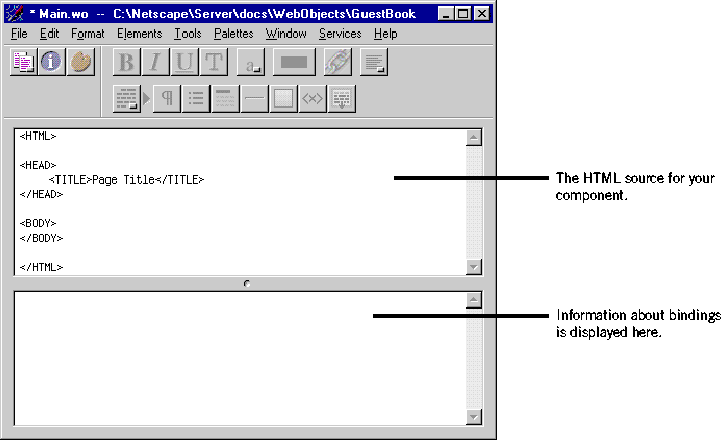 * Main.wo -- C:\Netscape\Server\docs\WebObjects\GuestBook
File Edit Format Elements Tools Palettes Window Services Help
B I U T a
<HTML>
<HEAD>
<TITLE>Page Title</TITLE>
</HEAD>
<BODY>
</BODY>
</HTML>
The HTML source for your
component.
Information about bindings
is displayed here.